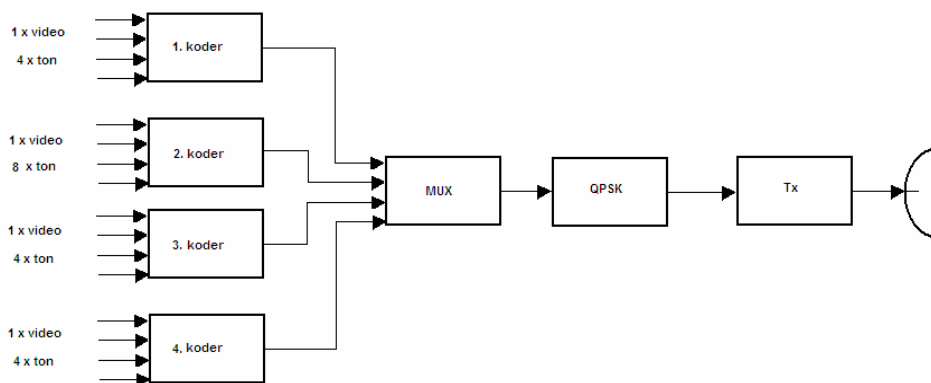 1 x video
4 x ton
1. koder
1 x video
8 x ton
2. koder
1 x video
4 x ton
3. koder
1 x video
4 x ton
4. koder
MUX
QPSK
Tx